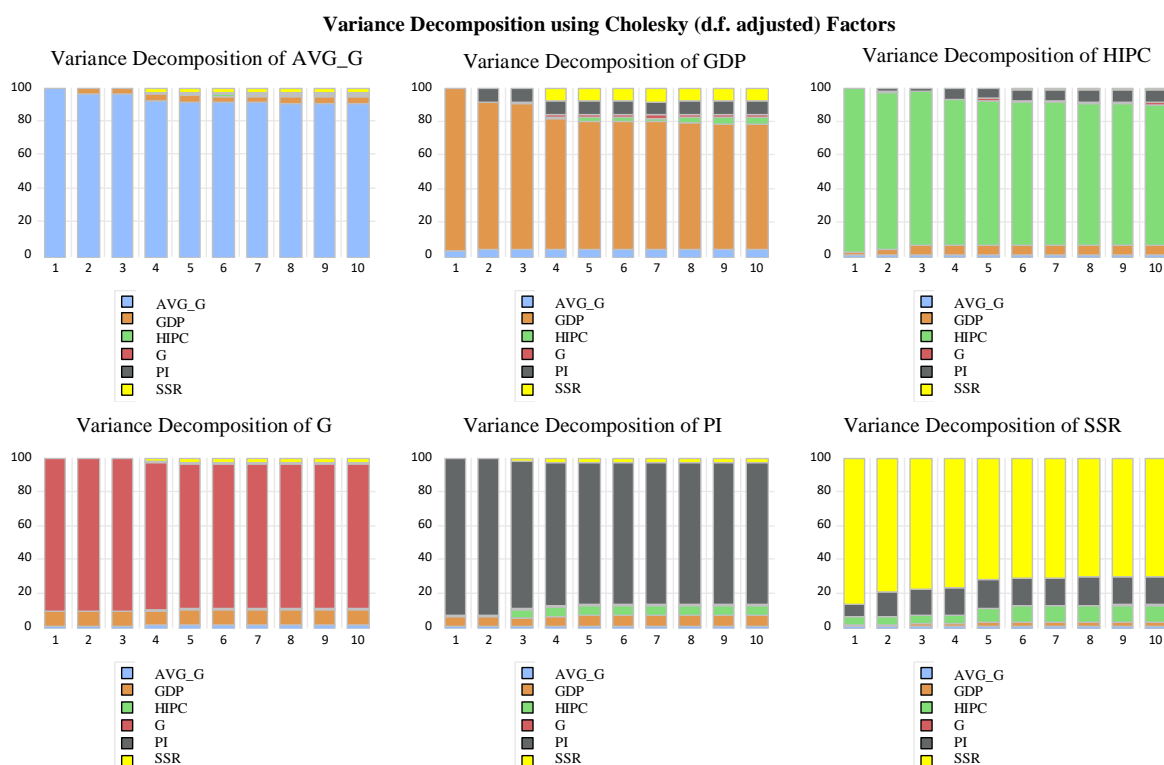 Variance Decomposition using Cholesky (d.f. adjusted) Factors
Variance Decomposition of AVG_G
100
80
60
40
20
0
1 2 3 4 5 6 7 8 9 10
AVG_G
GDP
HIPC
G
PI
SSR
Variance Decomposition of GDP
100
80
60
40
20
0
1 2 3 4 5 6 7 8 9 10
AVG_G
GDP
HIPC
G
PI
SSR
Variance Decomposition of HIPC
100
80
60
40
20
0
1 2 3 4 5 6 7 8 9 10
AVG_G
GDP
HIPC
G
PI
SSR
Variance Decomposition of G
100
80
60
40
20
0
1 2 3 4 5 6 7 8 9 10
AVG_G
GDP
HIPC
G
PI
SSR
Variance Decomposition of PI
100
80
60
40
20
0
1 2 3 4 5 6 7 8 9 10
AVG_G
GDP
HIPC
G
PI
SSR
Variance Decomposition of SSR
100
80
60
40
20
0
1 2 3 4 5 6 7 8 9 10
AVG_G
GDP
HIPC
G
PI
SSR